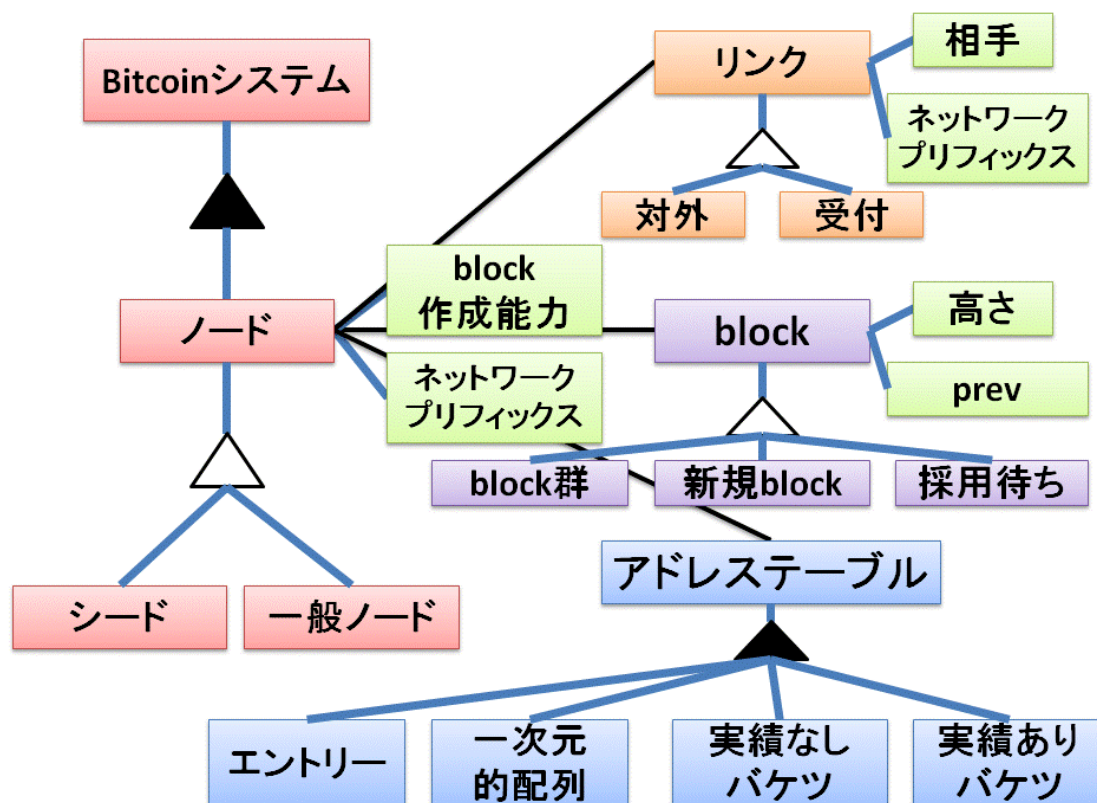 Bitcoinシステム
リンク
相手
ネットワーク
プリフィックス
対外
受付
ノード
block
作成能力
ネットワーク
プリフィックス
block
高さ
prev
block群
新規block
採用待ち
シード
一般ノード
アドレステーブル
エントリー
一次元
的配列
実績なし
バケツ
実績あり
バケツ